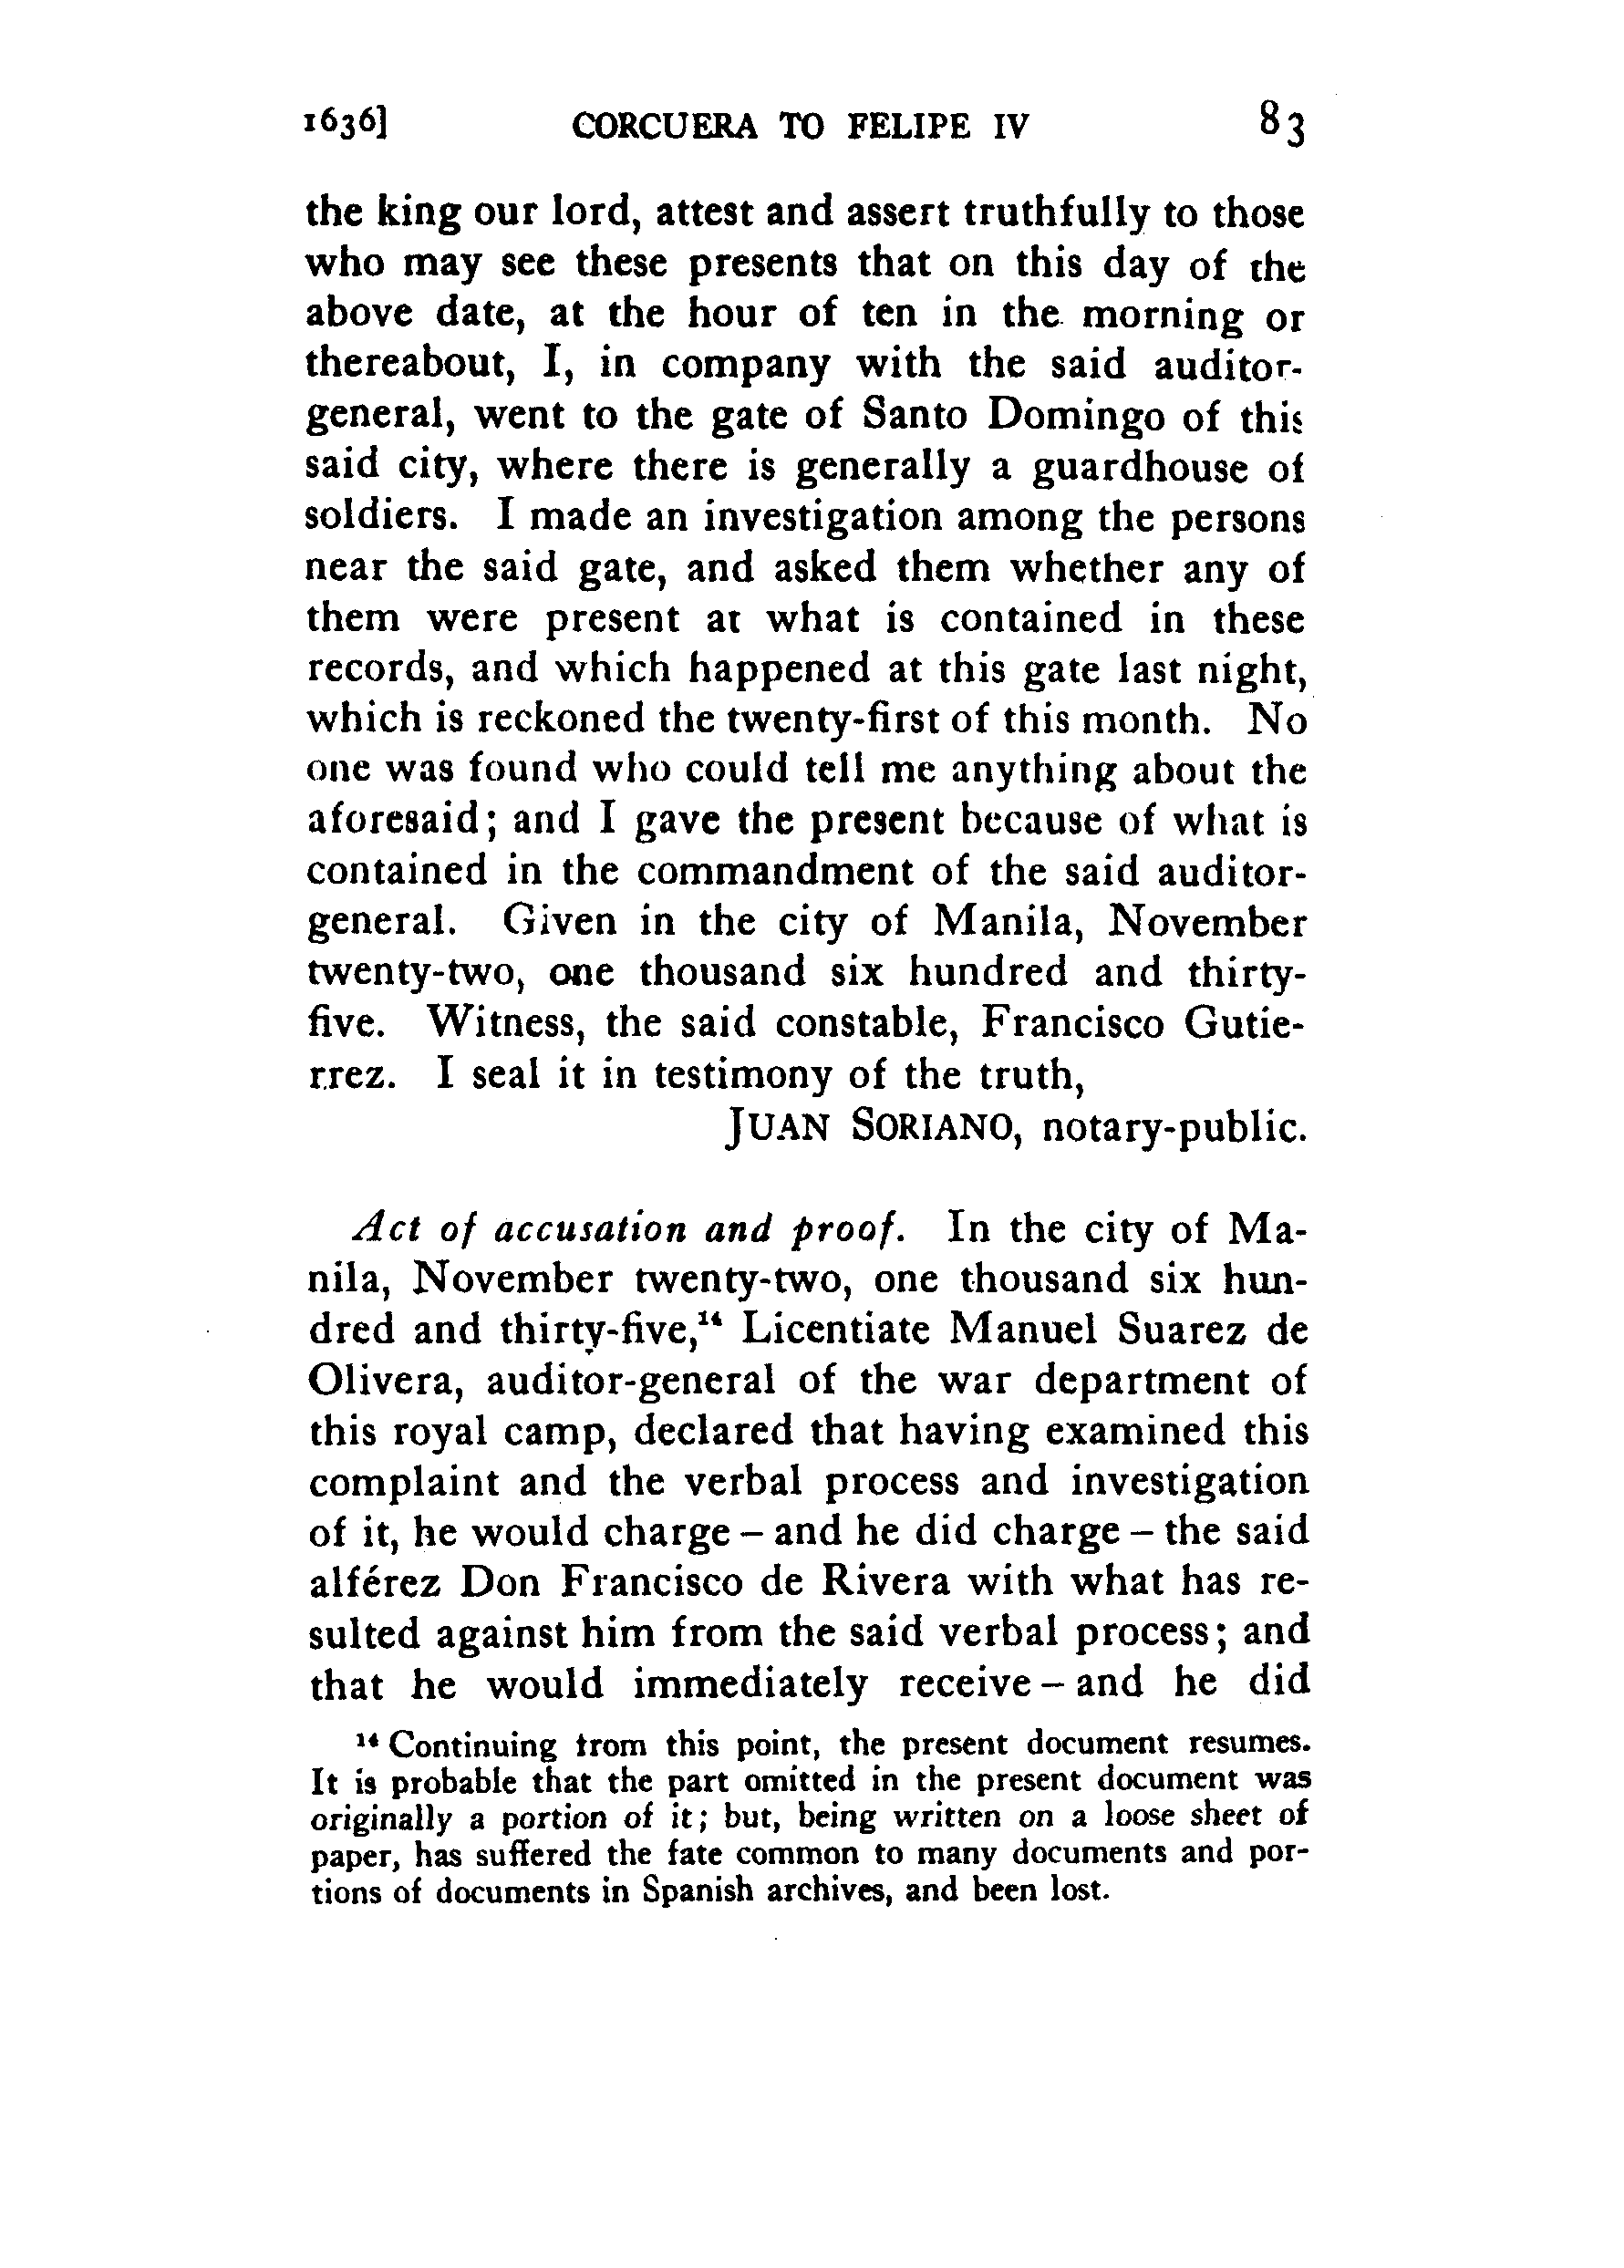 1636] CORCUERA TO FELIPE IV 83
the king our lord, attest and assert truthfully to those
who may see these presents that on this day of the
above date, at the hour of ten in the morning or
thereabout, I, in company with the said auditor-
general, went to the gate of Santo Domingo of this
said city, where there is generally a guardhouse of
soldiers. I made an investigation among the persons
near the said gate, and asked them whether any of
them were present at what is contained in these
records, and which happened at this gate last night,
which is reckoned the twenty-first of this month. No
one was found who could tell me anything about the
aforesaid; and I gave the present because of what is
contained in the commandment of the said auditor-
general. Given in the city of Manila, November
twenty-two, one thousand six hundred and thirty-
five. Witness, the said constable, Francisco Gutie-
rrez. I seal it in testimony of the truth,
JUAN SORIANO, notary-public.
Act of accusation and proof. In the city of Ma-
nila, November twenty-two, one thousand six hun-
dred and thirty-five,¹⁴ Licentiate Manuel Suarez de
Olivera, auditor-general of the war department of
this royal camp, declared that having examined this
complaint and the verbal process and investigation
of it, he would charge – and he did charge – the said
alférez Don Francisco de Rivera with what has re-
sulted against him from the said verbal process; and
that he would immediately receive – and he did
¹⁴ Continuing from this point, the present document resumes.
It is probable that the part omitted in the present document was
originally a portion of it; but, being written on a loose sheet of
paper, has suffered the fate common to many documents and por-
tions of documents in Spanish archives, and been lost.